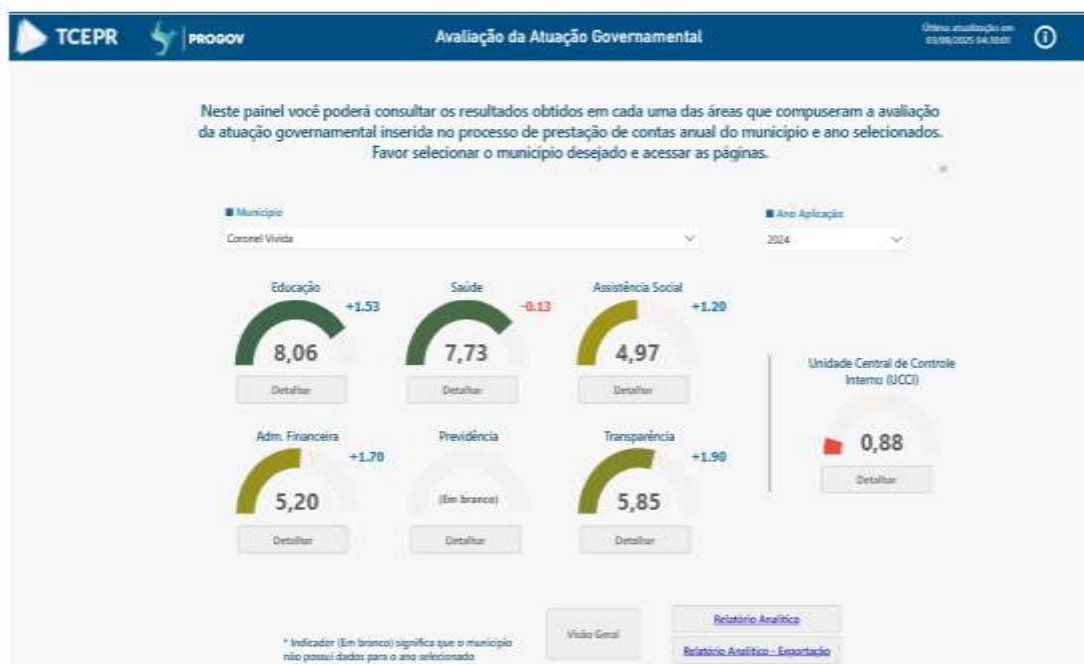 TCEPR
PROGOV
Avaliação da Atuação Governamental
Última atualização em
Neste painel você poderá consultar os resultados obtidos em cada uma das áreas que compuseram a avaliação
da atuação governamental inserida no processo de prestação de contas anual do município e ano selecionados.
Favor selecionar o município desejado e acessar as páginas.
Município
Ano Aplicação
Coronel Vivida
2024
Educação
Saúde
Assistência Social
+1.53
-0.13
+1.20
8,06
7,73
4,97
Detalhar
Detalhar
Detalhar
Unidade Central de Controle
Interno (UCCI)
0,88
Detalhar
Adm. Financeira
Previdência
Transparência
+1.70
+1.90
5,20
(Em branco)
5,85
Detalhar
Detalhar
Detalhar
Visão Geral
Relatório Analítico
Relatório Analítico - Exportação
* Indicador (Em branco) significa que o município
não possuí dados para o ano selecionado